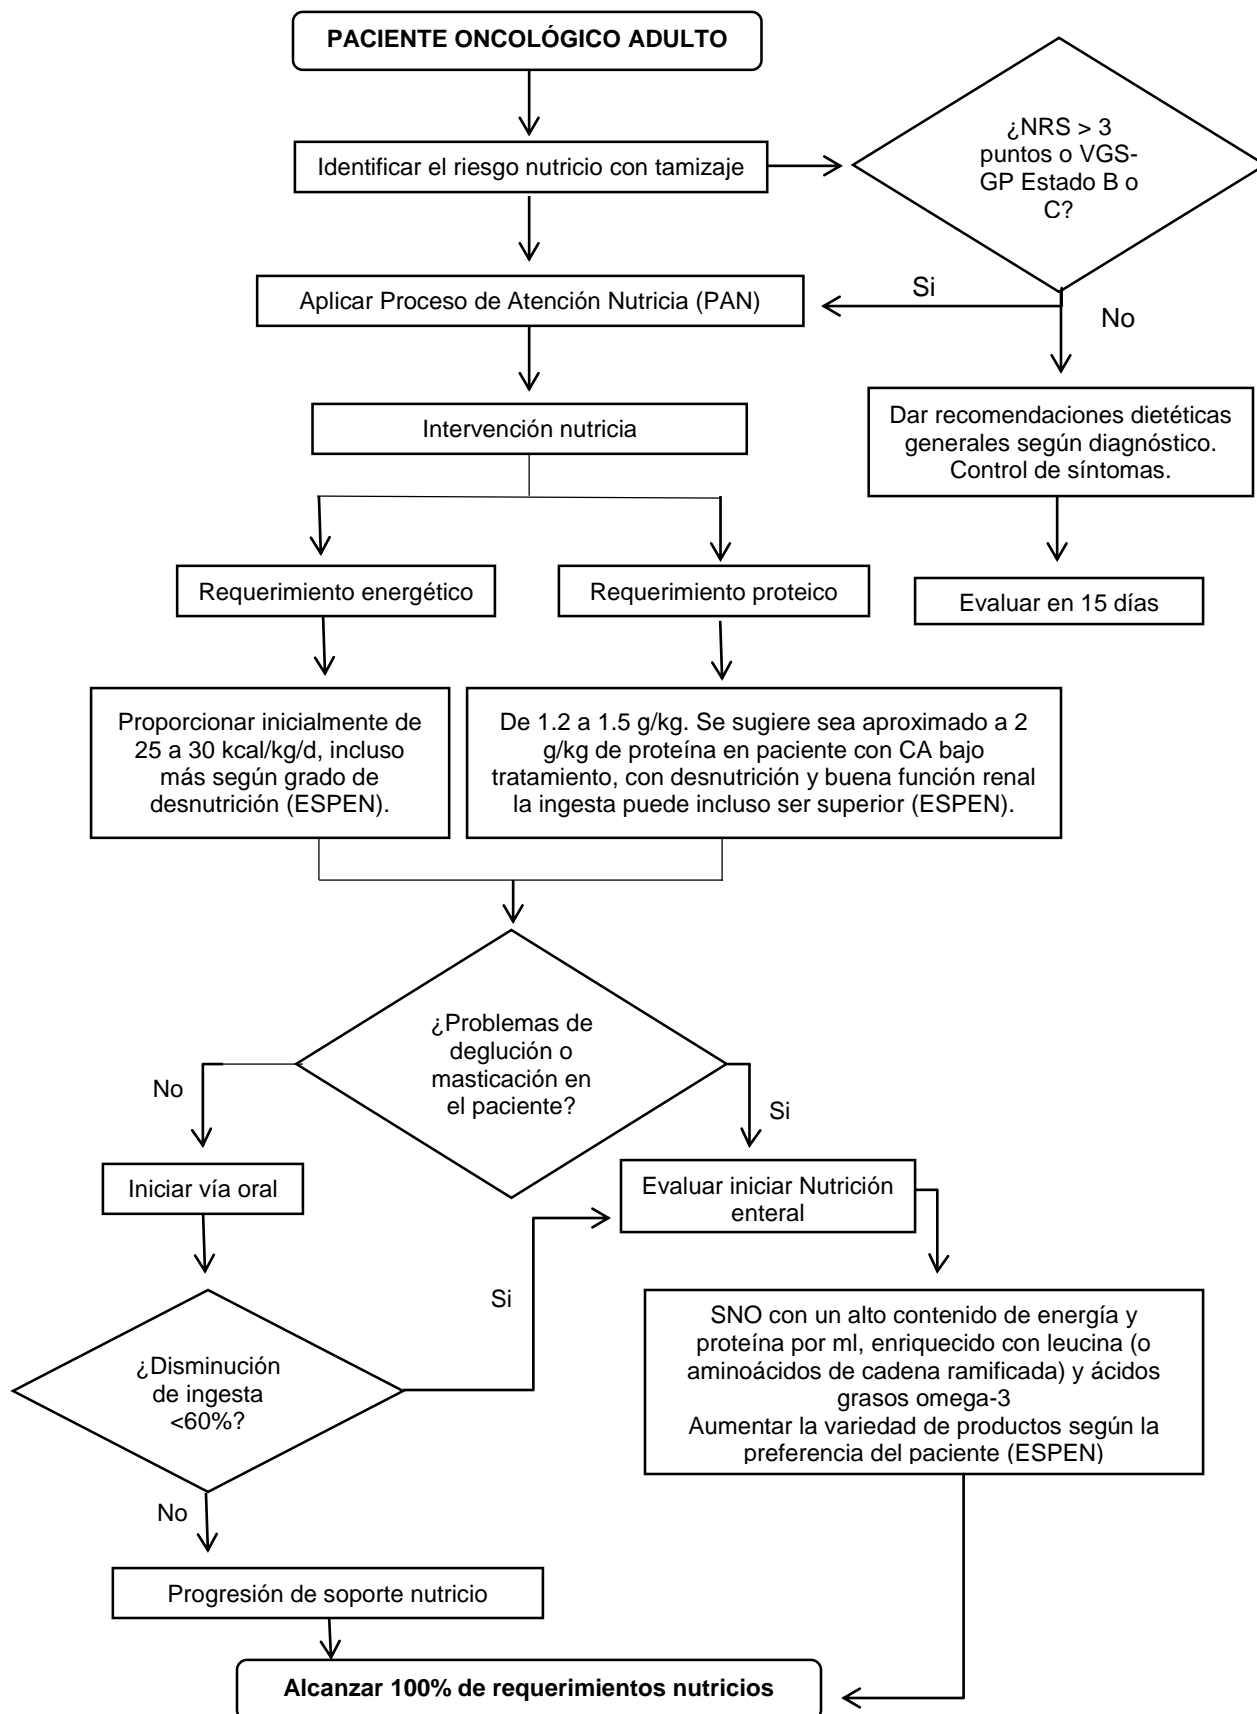 PACIENTE ONCOLÓGICO ADULTO
¿NRS > 3
puntos o VGS-
GP Estado B o
C?
Identificar el riesgo nutricio con tamizaje
Si
Aplicar Proceso de Atención Nutricia (PAN)
No
Dar recomendaciones dietéticas
generales según diagnóstico.
Control de síntomas.
Intervención nutricia
Evaluar en 15 días
Requerimiento energético
Requerimiento proteico
Proporcionar inicialmente de
25 a 30 kcal/kg/d, incluso
más según grado de
desnutrición (ESPEN).
De 1.2 a 1.5 g/kg. Se sugiere sea aproximado a 2
g/kg de proteína en paciente con CA bajo
tratamiento, con desnutrición y buena función renal
la ingesta puede incluso ser superior (ESPEN).
¿Problemas de
deglución o
masticación en
el paciente?
No
Si
Iniciar vía oral
Evaluar iniciar Nutrición
enteral
Si
¿Disminución
de ingesta
<60%?
SNO con un alto contenido de energía y
proteína por ml, enriquecido con leucina (o
aminoácidos de cadena ramificada) y ácidos
grasos omega-3
Aumentar la variedad de productos según la
preferencia del paciente (ESPEN)
No
Progresión de soporte nutricio
Alcanzar 100% de requerimientos nutricios